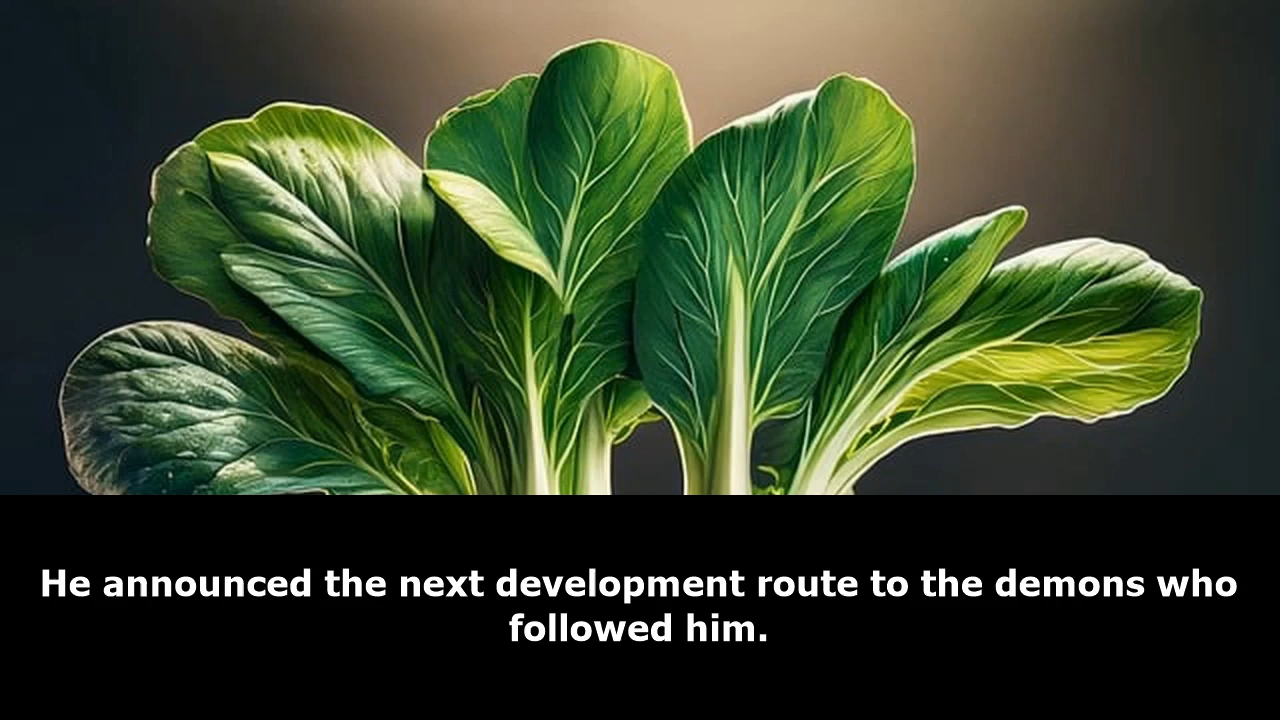 He announced the next development route to the demons who
followed him.